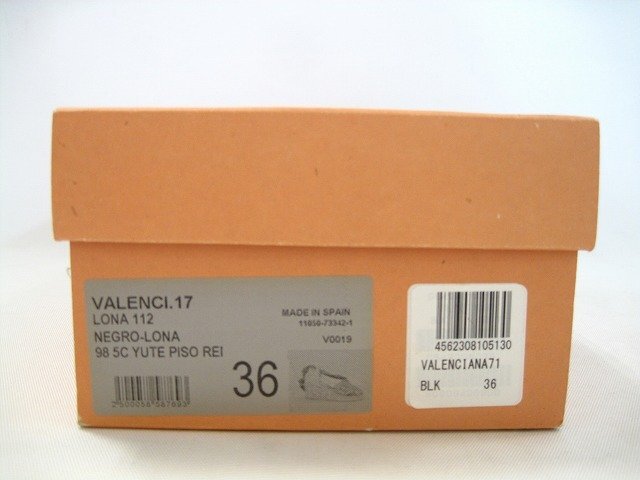 VALENCI.17
LONA 112
NEGRO-LONA
98 5C YUTE PISO REI
MADE IN SPAIN
11050-73342-1
V0019
36
2500058587693
4562308105130
VALENCIANA71
BLK 36